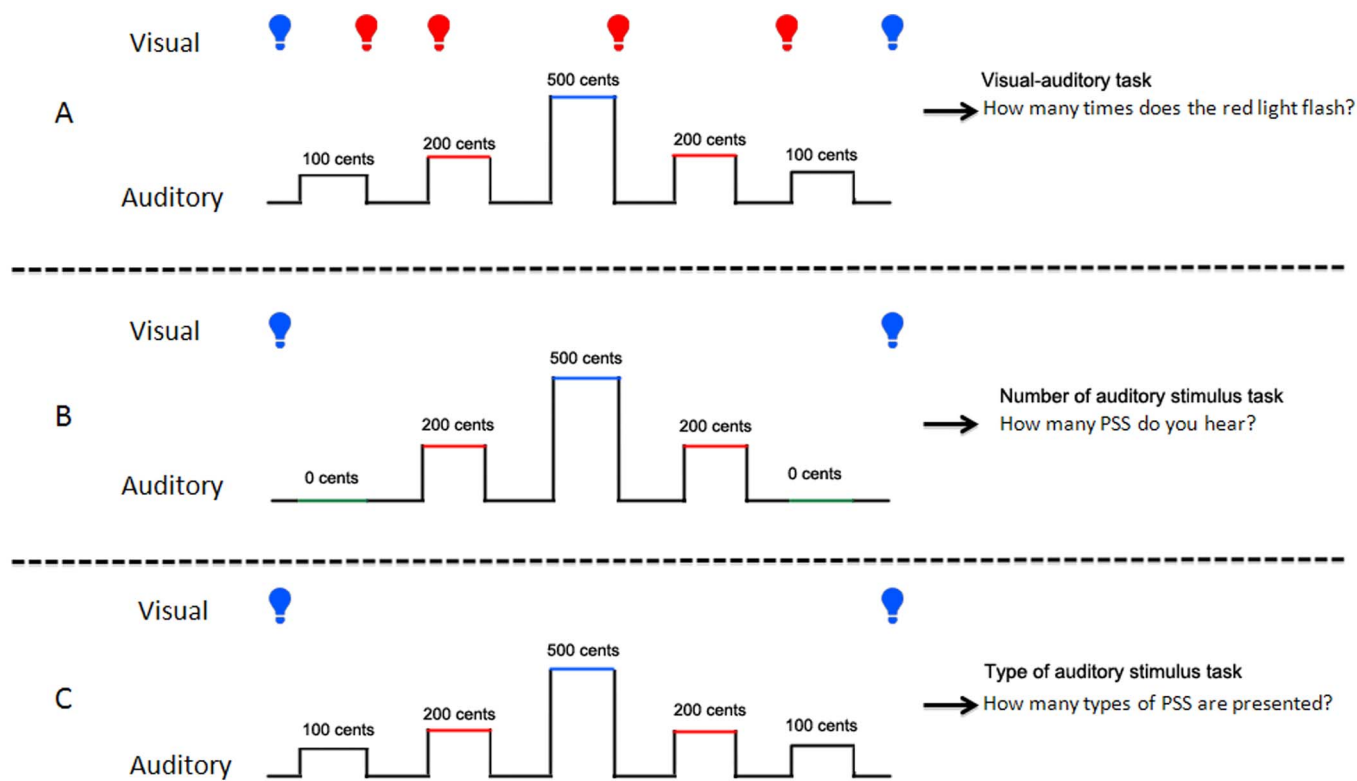 Visual
A
500 cents
200 cents
200 cents
100 cents
100 cents
Auditory
Visual-auditory task
How many times does the red light flash?
Visual
B
500 cents
200 cents
200 cents
0 cents
0 cents
Auditory
Number of auditory stimulus task
How many PSS do you hear?
Visual
C
500 cents
200 cents
200 cents
100 cents
100 cents
Auditory
Type of auditory stimulus task
How many types of PSS are presented?